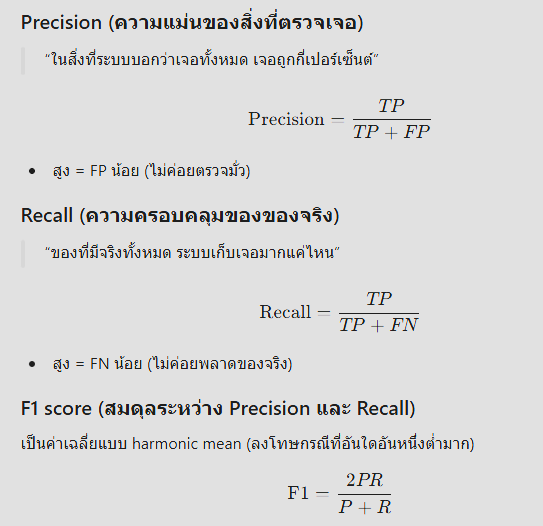 Precision (ความแม่นของสิ่งที่ตรวจเจอ)
“ในสิ่งที่ระบบบอกว่าเจอทั้งหมด เจอถูกกี่เปอร์เซ็นต์”
Precision = TP / (TP + FP)
• สูง = FP น้อย (ไม่ค่อยตรวจมั่ว)
Recall (ความครอบคลุมของของจริง)
“ของที่มีจริงทั้งหมด ระบบเก็บเจอมากแค่ไหน”
Recall = TP / (TP + FN)
• สูง = FN น้อย (ไม่ค่อยพลาดของจริง)
F1 score (สมดุลระหว่าง Precision และ Recall)
เป็นค่าเฉลี่ยแบบ harmonic mean (ลงโทษกรณีที่อันใดอันหนึ่งต่ำมาก)
F1 = 2PR / (P + R)